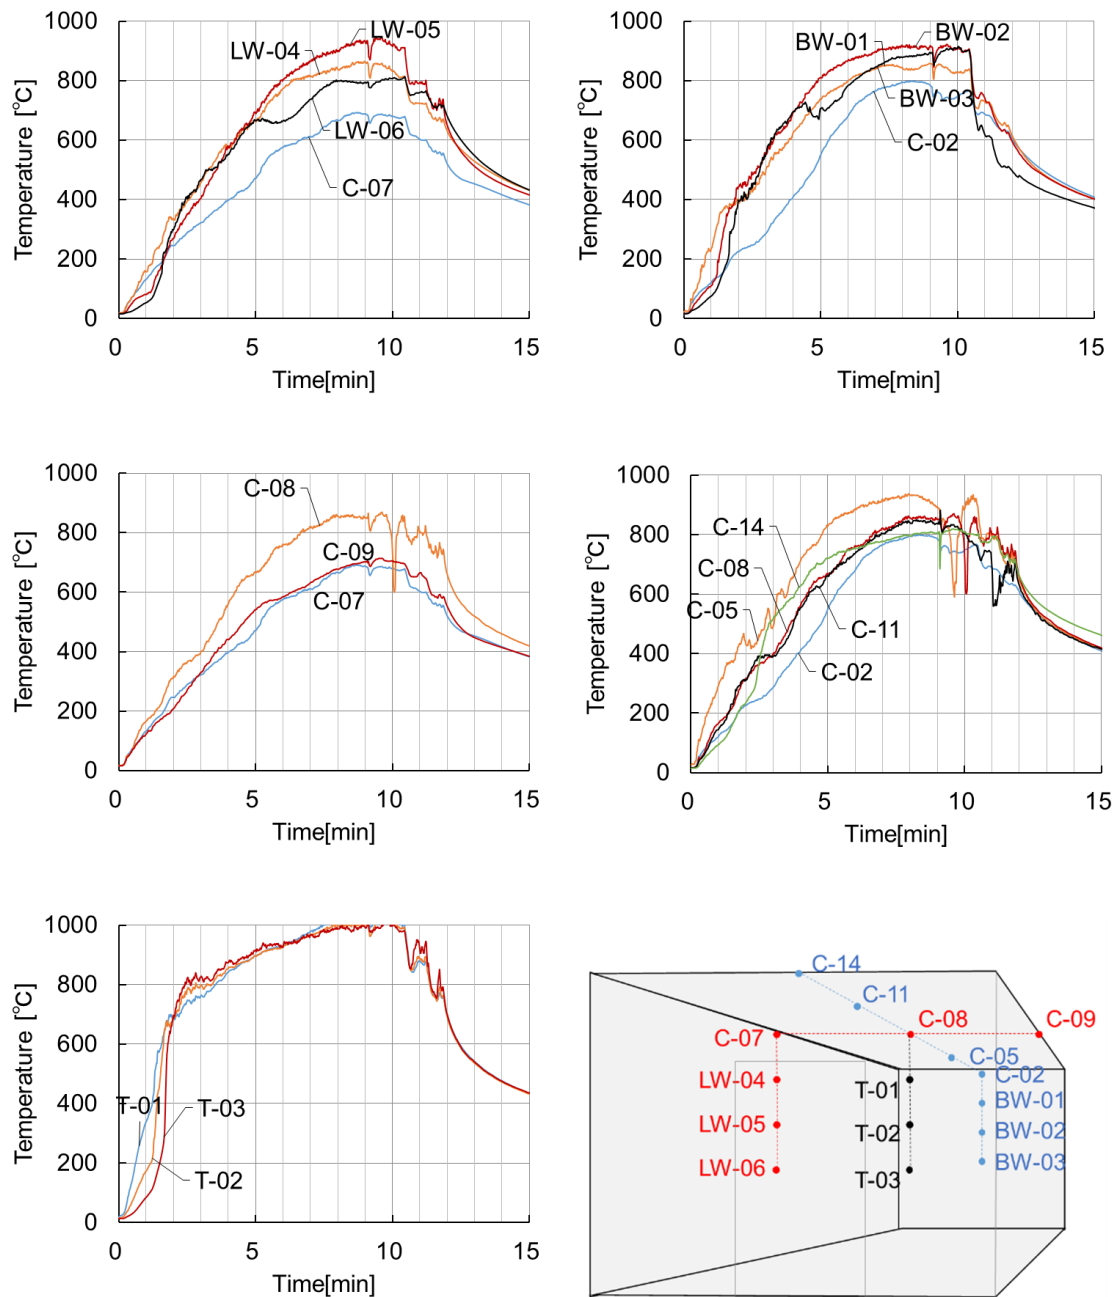 1000
800
600
400
200
0
Temperature [℃]
0
5
10
15
Time[min]
LW-04
LW-05
LW-06
C-07
1000
800
600
400
200
0
Temperature [℃]
0
5
10
15
Time[min]
BW-01
BW-02
BW-03
C-02
1000
800
600
400
200
0
Temperature [℃]
0
5
10
15
Time[min]
C-08
C-09
C-07
1000
800
600
400
200
0
Temperature [℃]
0
5
10
15
Time[min]
C-14
C-08
C-05
C-11
C-02
1000
800
600
400
200
0
Temperature [℃]
0
5
10
15
Time[min]
T-01
T-03
T-02
C-14
C-11
C-07
C-08
C-09
C-05
C-02
LW-04
T-01
BW-01
LW-05
T-02
BW-02
LW-06
T-03
BW-03